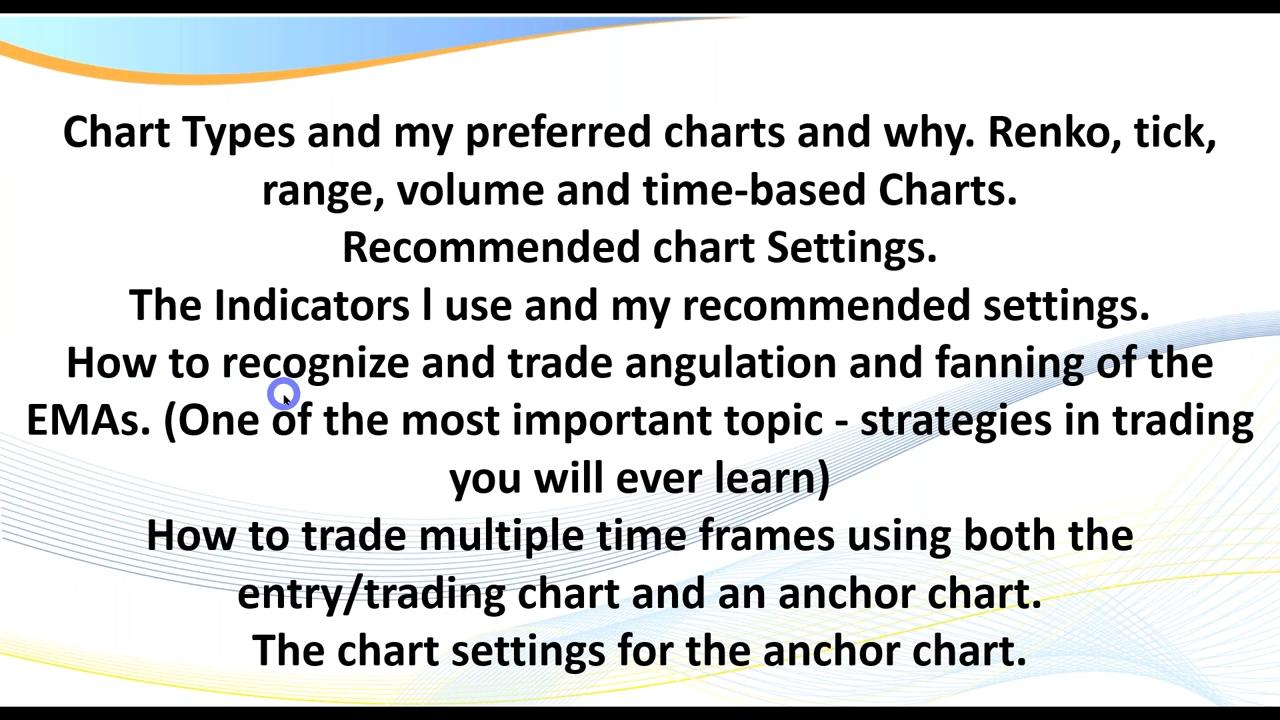 Chart Types and my preferred charts and why. Renko, tick,
range, volume and time-based Charts.
Recommended chart Settings.
The Indicators l use and my recommended settings.
How to recognize and trade angulation and fanning of the
EMAs. (One of the most important topic - strategies in trading
you will ever learn)
How to trade multiple time frames using both the
entry/trading chart and an anchor chart.
The chart settings for the anchor chart.